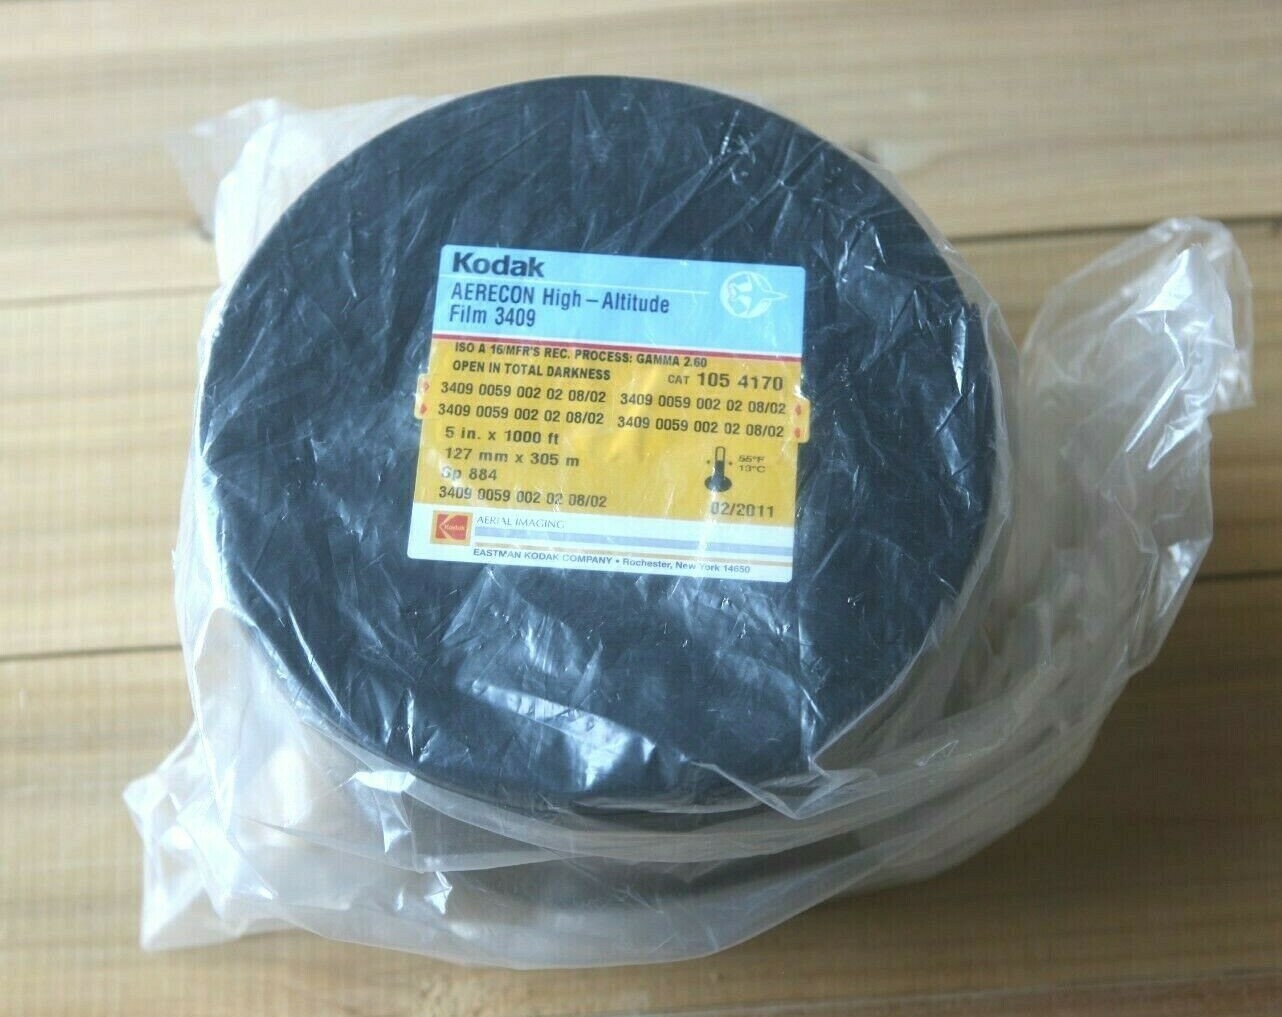 Kodak
AERECON High-Altitude
Film 3409
ISO A 16/MFR'S REC. PROCESS: GAMMA 2.60
OPEN IN TOTAL DARKNESS CAT 105 4170
3409 0059 002 02 08/02 3409 0059 002 02 08/02
3409 0059 002 02 08/02 3409 0059 002 02 08/02
5 in. x 1000 ft
127 mm x 305 m
55°F
13°C
Sp 884
3409 0059 002 02 08/02
02/2011
Kodak
AERIAL IMAGING
EASTMAN KODAK COMPANY • Rochester, New York 14650